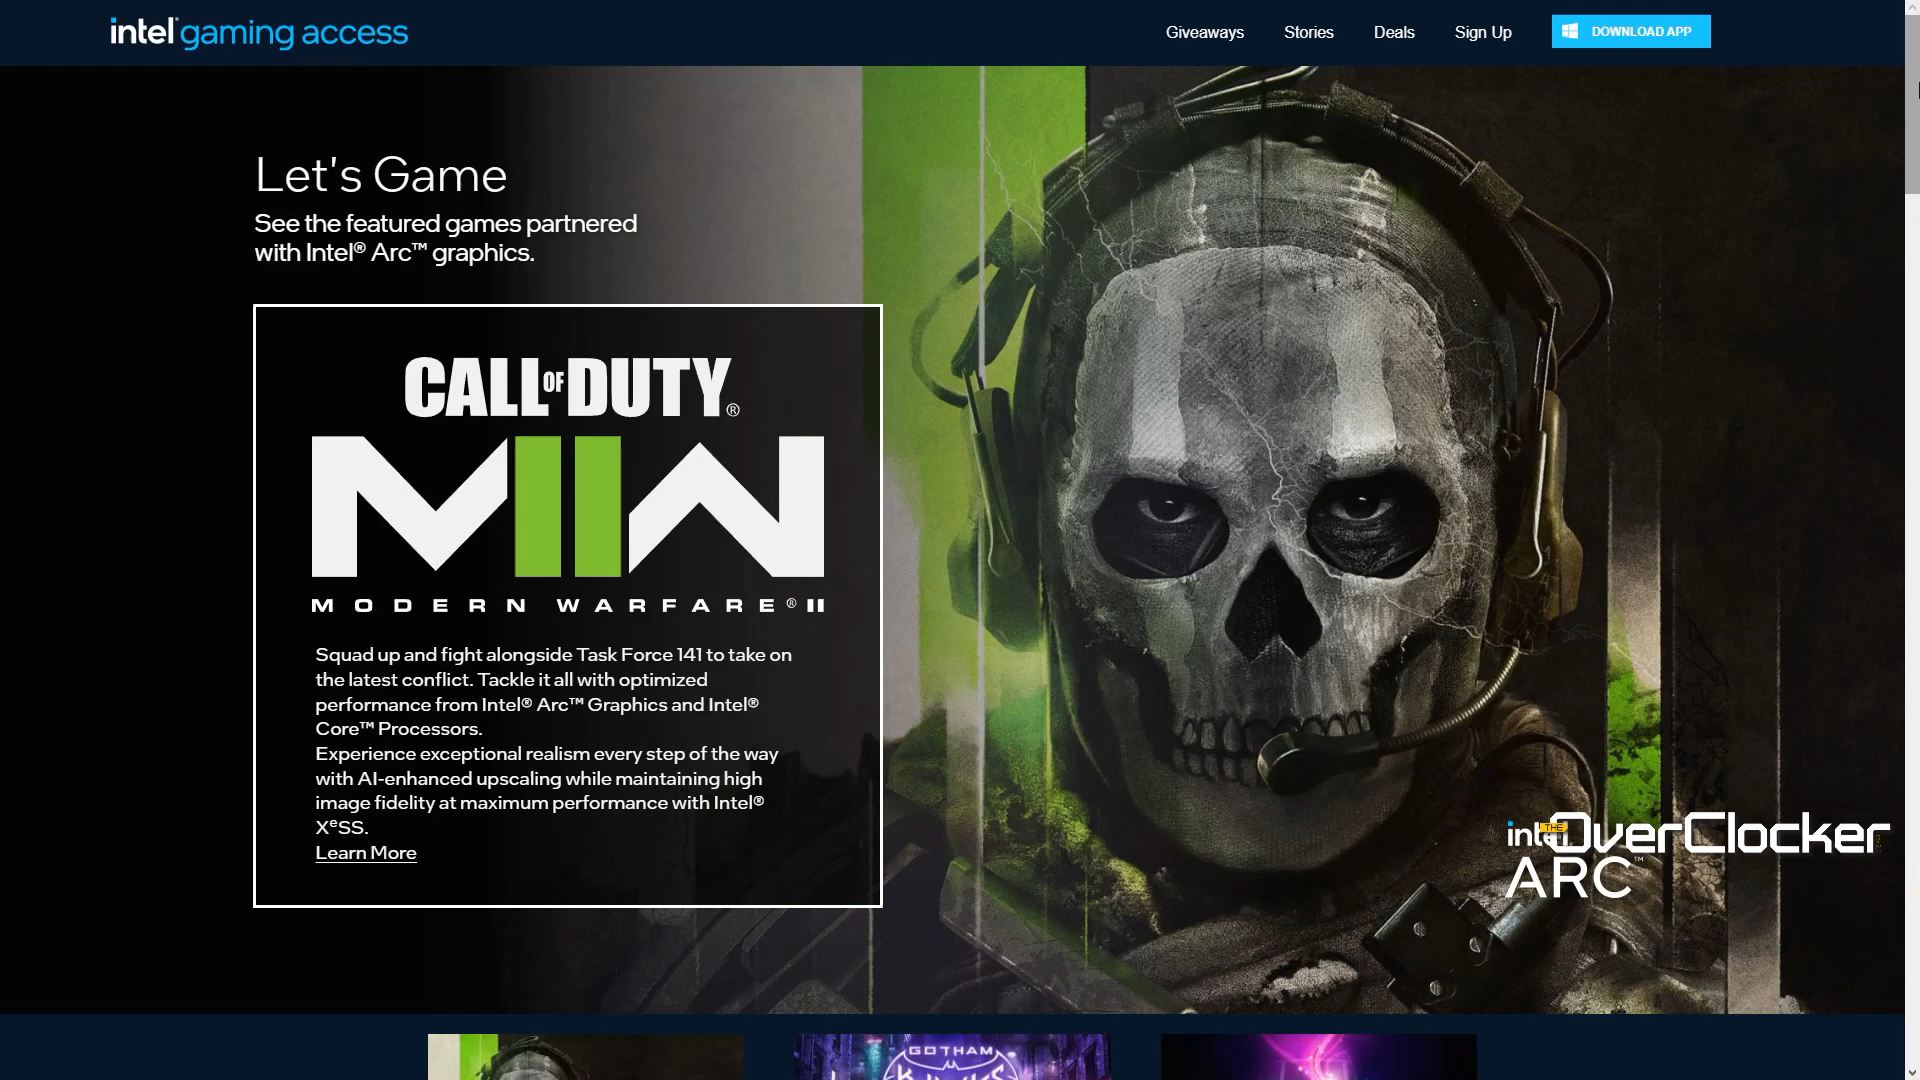 intel gaming access
Giveaways
Stories
Deals
Sign Up
DOWNLOAD APP
Let's Game
See the featured games partnered
with Intel® Arc™ graphics.
CALL OF DUTY®
MIIW
MODERN WARFARE® II
Squad up and fight alongside Task Force 141 to take on
the latest conflict. Tackle it all with optimized
performance from Intel® Arc™ Graphics and Intel®
Core™ Processors.
Experience exceptional realism every step of the way
with AI-enhanced upscaling while maintaining high
image fidelity at maximum performance with Intel®
XᵉSS.
Learn More
intel
THE OverClocker
ARC™
GOTHAM